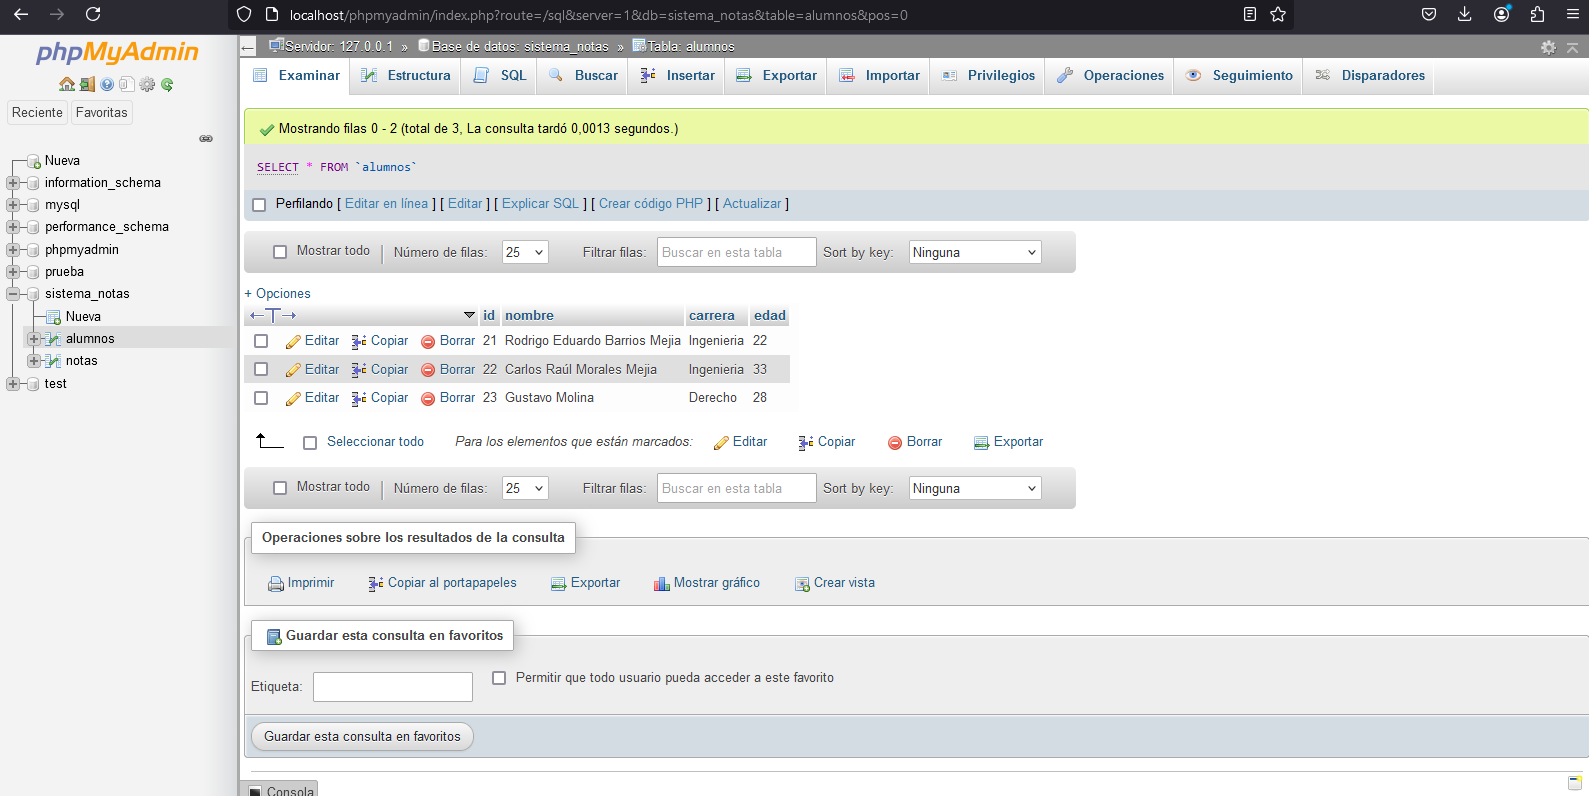 localhost/phpmyadmin/index.php?route=/sql&server=1&db=sistema_notas&table=alumnos&pos=0
phpMyAdmin
Reciente Favoritas
Nueva
information_schema
mysql
performance_schema
phpmyadmin
prueba
sistema_notas
Nueva
alumnos
notas
test
Servidor: 127.0.0.1 » Base de datos: sistema_notas » Tabla: alumnos
Examinar Estructura SQL Buscar Insertar Exportar Importar Privilegios Operaciones Seguimiento Disparadores
Mostrando filas 0 - 2 (total de 3, La consulta tardó 0,0013 segundos.)
SELECT * FROM `alumnos`
Perfilando [ Editar en línea ] [ Editar ] [ Explicar SQL ] [ Crear código PHP ] [ Actualizar ]
Mostrar todo Número de filas: 25 Filtrar filas: Buscar en esta tabla Sort by key: Ninguna
+ Opciones
←T→ id nombre carrera edad
Editar Copiar Borrar 21 Rodrigo Eduardo Barrios Mejia Ingenieria 22
Editar Copiar Borrar 22 Carlos Raúl Morales Mejia Ingenieria 33
Editar Copiar Borrar 23 Gustavo Molina Derecho 28
Seleccionar todo Para los elementos que están marcados: Editar Copiar Borrar Exportar
Mostrar todo Número de filas: 25 Filtrar filas: Buscar en esta tabla Sort by key: Ninguna
Operaciones sobre los resultados de la consulta
Imprimir Copiar al portapapeles Exportar Mostrar gráfico Crear vista
Guardar esta consulta en favoritos
Etiqueta: Permitir que todo usuario pueda acceder a este favorito
Guardar esta consulta en favoritos
Consola